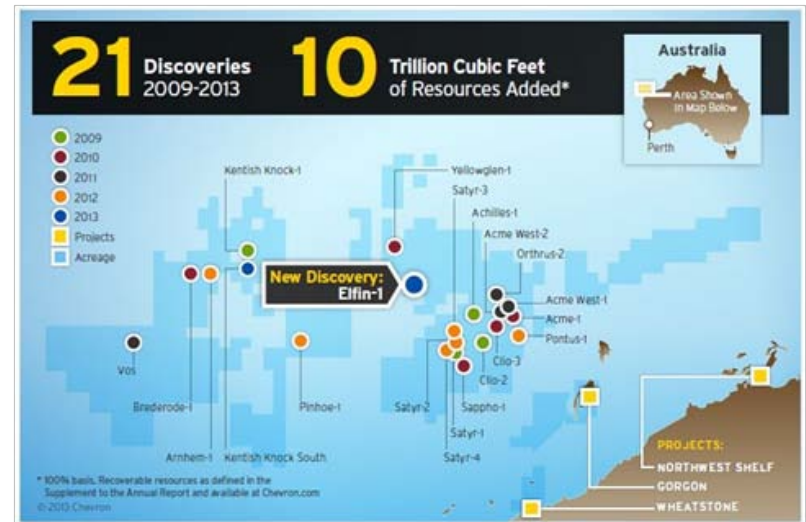 21 Discoveries
2009-2013
10 Trillion Cubic Feet
of Resources Added*
Australia
Area Shown
In Map Below
Perth
2009
2010
2011
2012
2013
Projects
Acreage
Kentish Knock-1
Yellowglen-1
Satyr-3
Achilles-1
Acme West-2
Orthrus-2
New Discovery:
Elfin-1
Acme West-1
Acme-1
Pontus-1
Vos
Clio-3
Clio-2
Brederode-1
Pinhoe-1
Satyr-2
Sappho-1
Satyr-1
Arnhem-1
Kentish Knock South
Satyr-4
PROJECTS:
NORTHWEST SHELF
GORGON
WHEATSTONE
* 100% basis. Recoverable resources as defined in the
Supplement to the Annual Report and available at Chevron.com
© 2013 Chevron